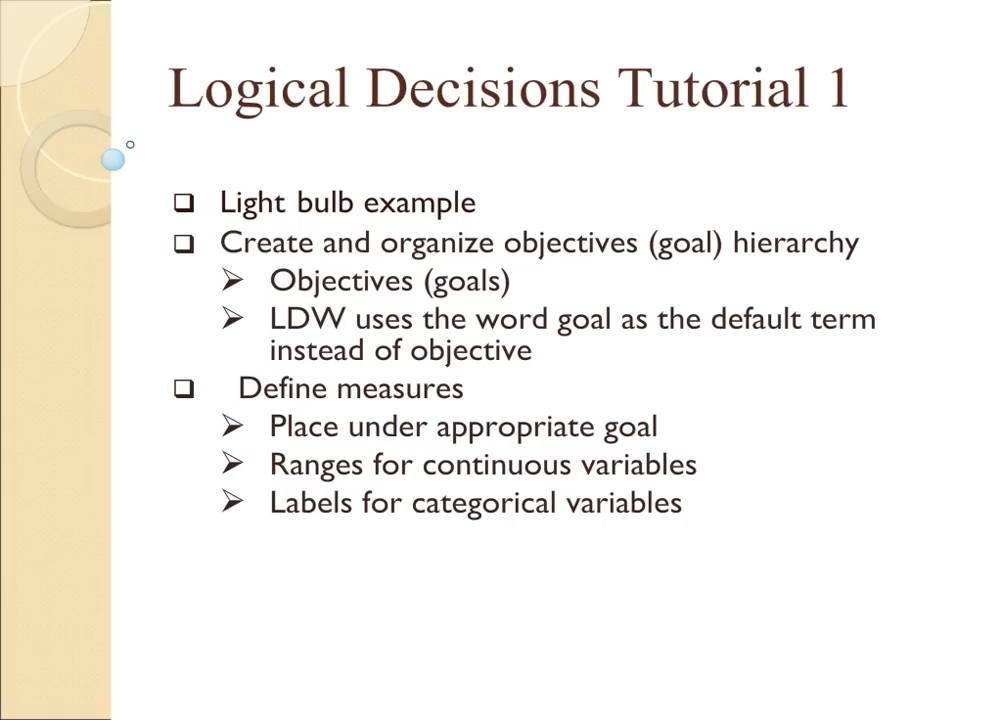 Logical Decisions Tutorial 1
❑ Light bulb example
❑ Create and organize objectives (goal) hierarchy
➢ Objectives (goals)
➢ LDW uses the word goal as the default term
instead of objective
❑ Define measures
➢ Place under appropriate goal
➢ Ranges for continuous variables
➢ Labels for categorical variables